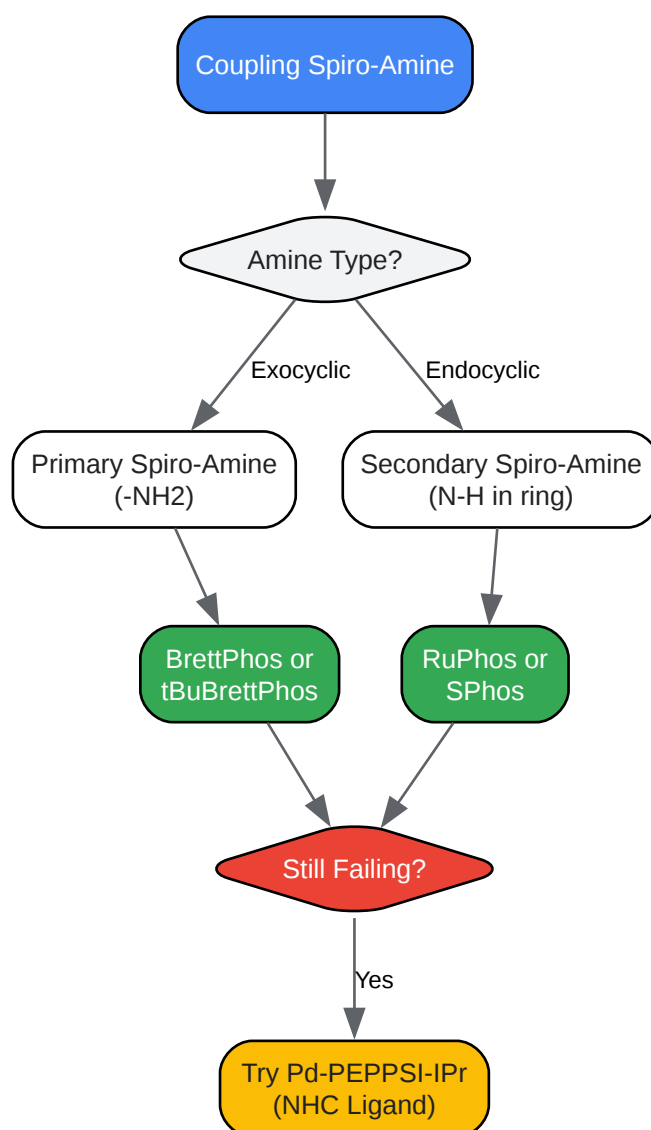 Coupling Spiro-Amine
Amine Type?
Exocyclic
Endocyclic
Primary Spiro-Amine
(-NH2)
Secondary Spiro-Amine
(N-H in ring)
BrettPhos or
tBuBrettPhos
RuPhos or
SPhos
Still Failing?
Yes
Try Pd-PEPPSI-IPr
(NHC Ligand)